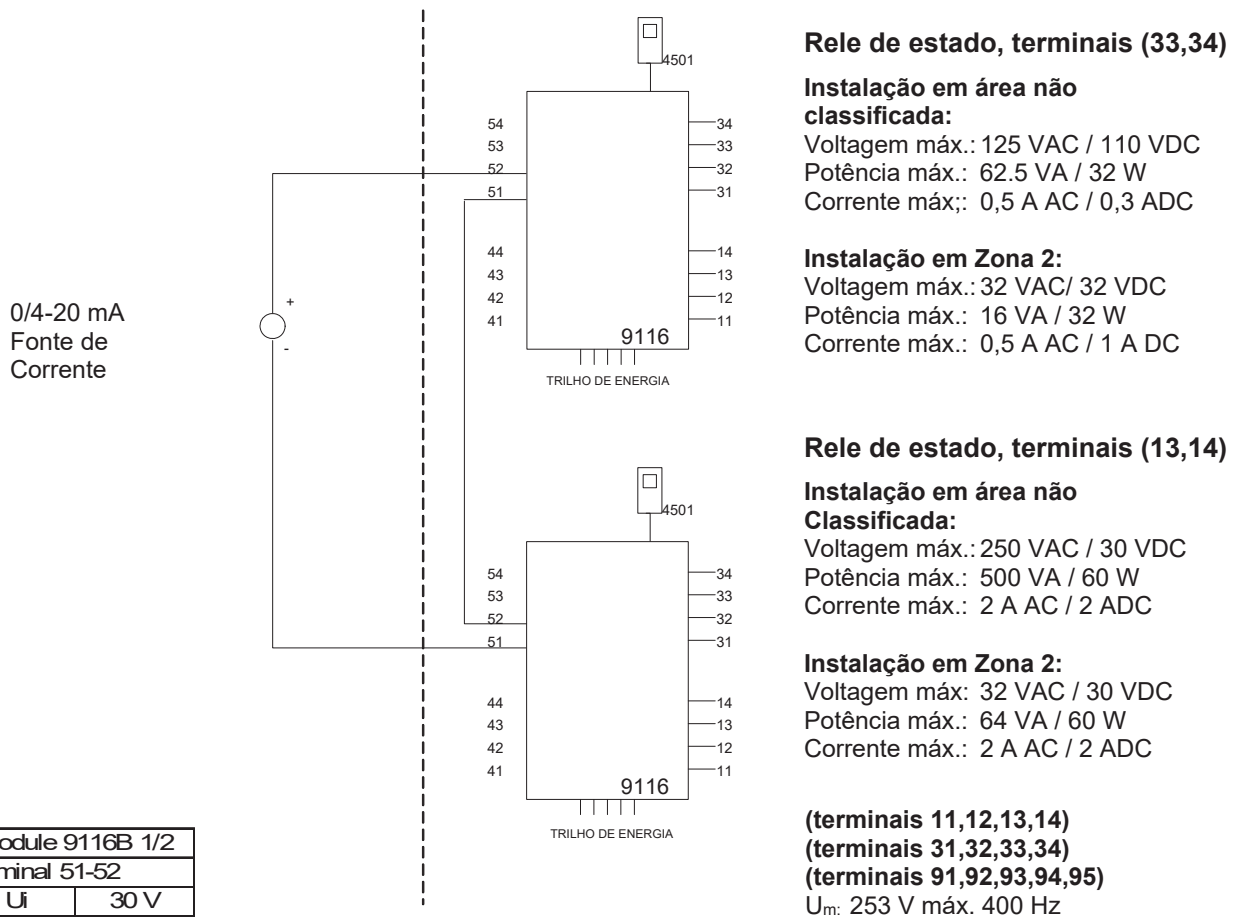 4501
54
53
52
51
44
43
42
41
34
33
32
31
14
13
12
11
9116
TRILHO DE ENERGIA
0/4-20 mA
Fonte de
Corrente
+
-
4501
54
53
52
51
44
43
42
41
34
33
32
31
14
13
12
11
9116
TRILHO DE ENERGIA
9116B 1/2
51-52
Ui 30 V
Rele de estado, terminais (33,34)
Instalação em área não
classificada:
Voltagem máx.: 125 VAC / 110 VDC
Potência máx.: 62.5 VA / 32 W
Corrente máx;: 0,5 A AC / 0,3 ADC
Instalação em Zona 2:
Voltagem máx.: 32 VAC/ 32 VDC
Potência máx.: 16 VA / 32 W
Corrente máx.: 0,5 A AC / 1 A DC
Rele de estado, terminais (13,14)
Instalação em área não
Classificada:
Voltagem máx.: 250 VAC / 30 VDC
Potência máx.: 500 VA / 60 W
Corrente máx.: 2 A AC / 2 ADC
Instalação em Zona 2:
Voltagem máx: 32 VAC / 30 VDC
Potência máx.: 64 VA / 60 W
Corrente máx.: 2 A AC / 2 ADC
(terminais 11,12,13,14)
(terminais 31,32,33,34)
(terminais 91,92,93,94,95)
Um: 253 V máx. 400 Hz